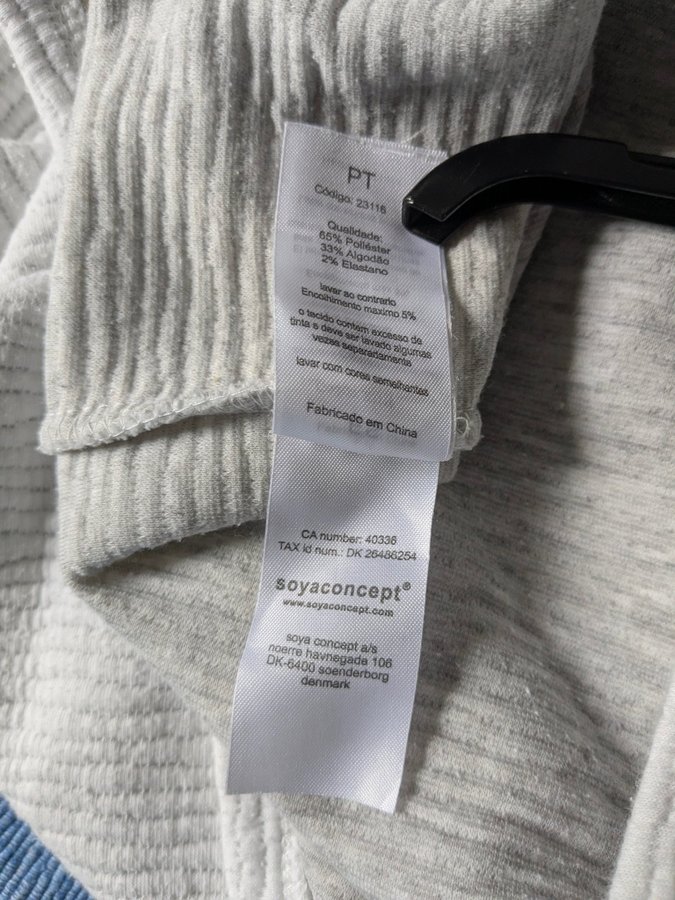 PT
Código: 23116
Qualidade:
65% Poliéster
33% Algodão
2% Elastano
lavar ao contrario
Encolhimento maximo 5%
o tecido contem excesso de
tinta e deve ser lavado algumas
vezes separadamente
lavar com cores semelhantes
Fabricado em China
CA number: 40336
TAX id num.: DK 26486254
soyaconcept®
www.soyaconcept.com
soya concept a/s
noerre havnegade 106
DK-6400 soenderborg
denmark